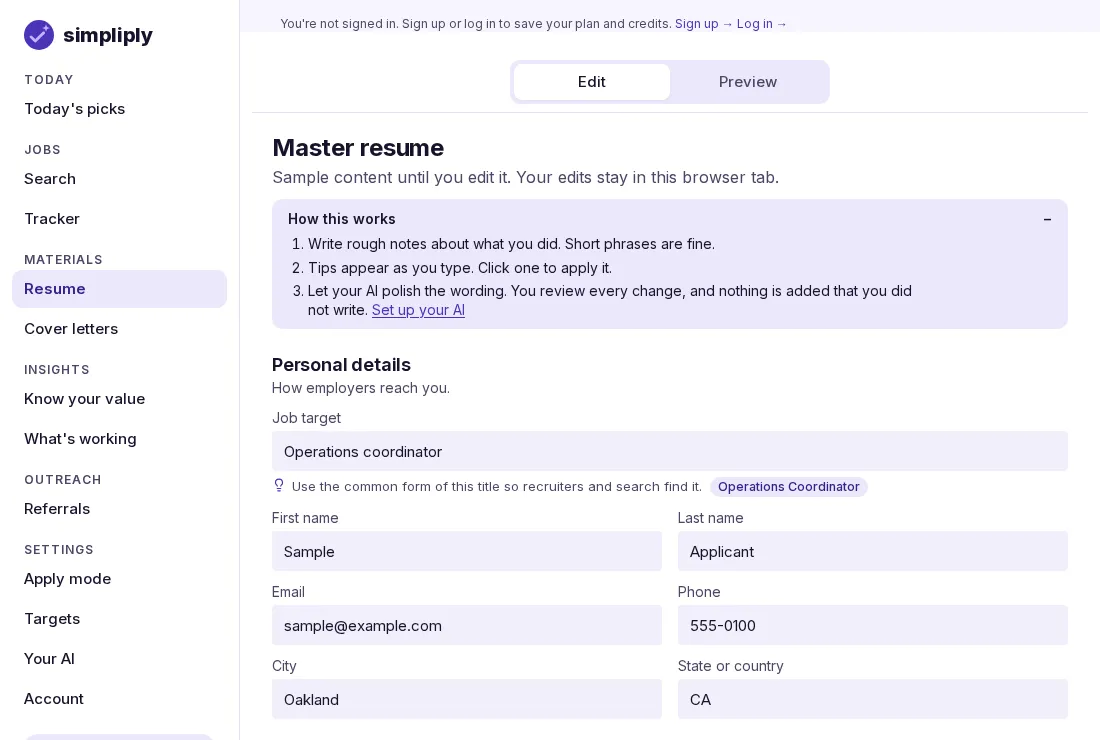 simpliply
TODAY
Today's picks
JOBS
Search
Tracker
MATERIALS
Resume
Cover letters
INSIGHTS
Know your value
What's working
OUTREACH
Referrals
SETTINGS
Apply mode
Targets
Your AI
Account
You're not signed in. Sign up or log in to save your plan and credits. Sign up → Log in →
Edit
Preview
Master resume
Sample content until you edit it. Your edits stay in this browser tab.
How this works
–
1. Write rough notes about what you did. Short phrases are fine.
2. Tips appear as you type. Click one to apply it.
3. Let your AI polish the wording. You review every change, and nothing is added that you did
not write. Set up your AI
Personal details
How employers reach you.
Job target
Operations coordinator
Use the common form of this title so recruiters and search find it. Operations Coordinator
First name
Sample
Last name
Applicant
Email
sample@example.com
Phone
555-0100
City
Oakland
State or country
CA